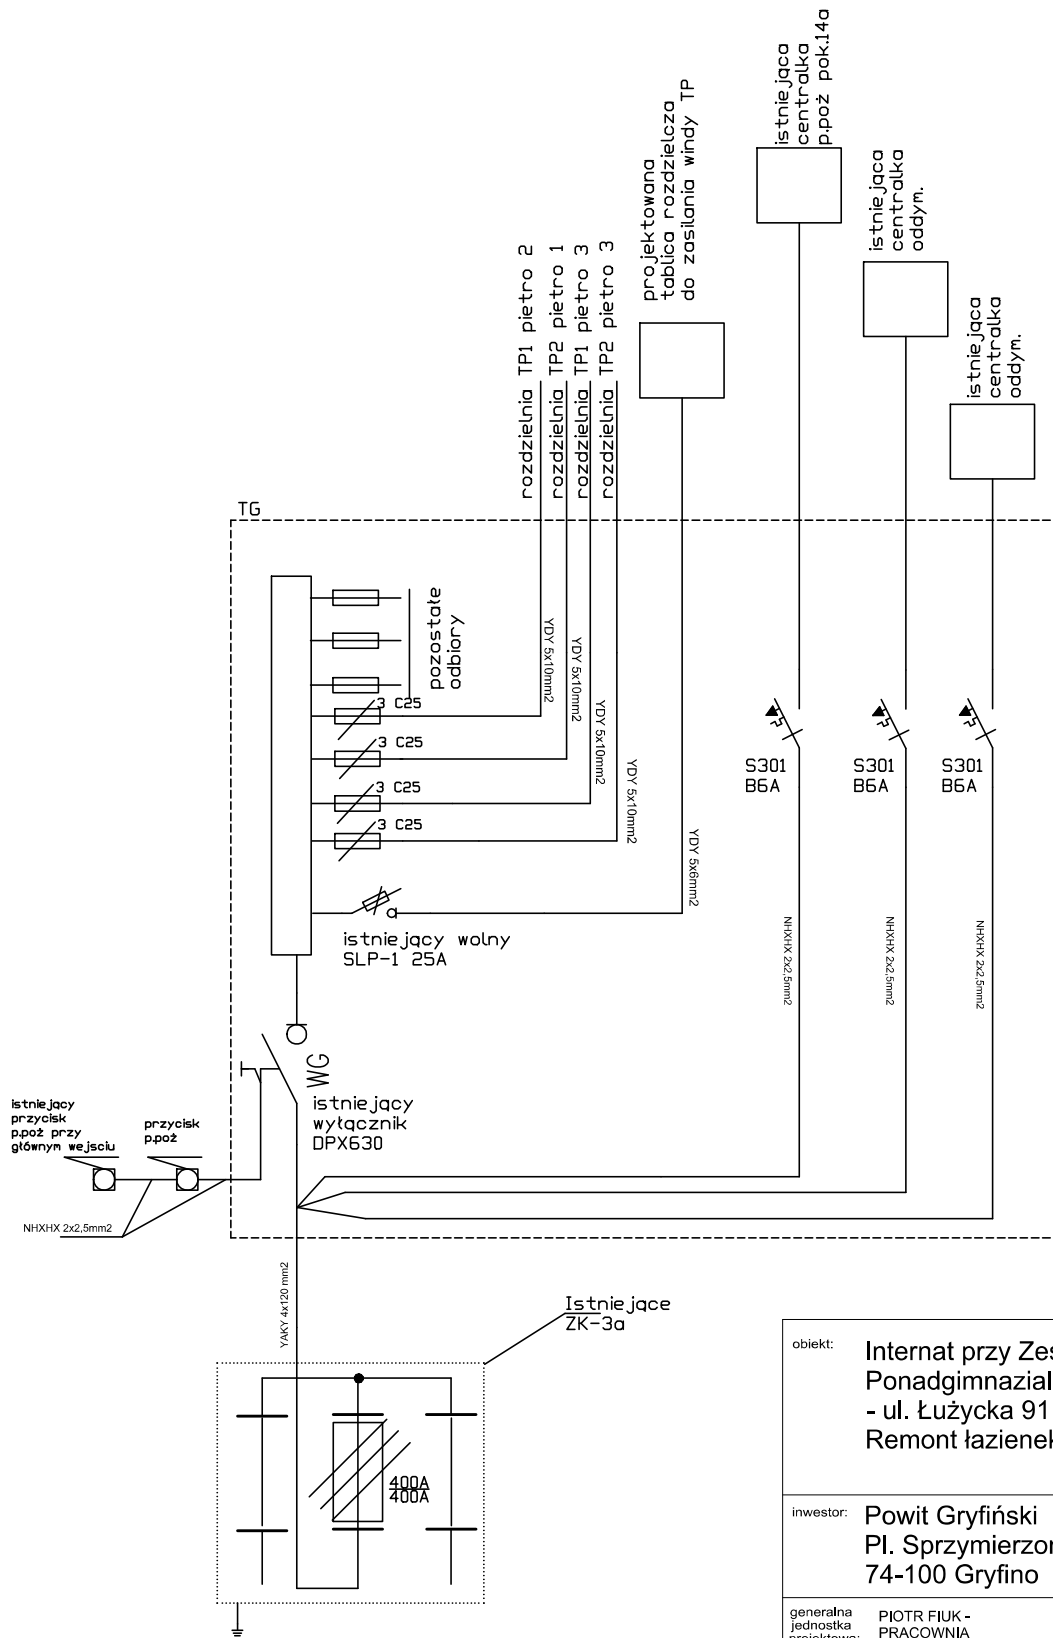 istniejąca
centralka
p.poż pok.14a
istniejąca
centralka
oddym.
istniejąca
centralka
oddym.
projektowana
tablica rozdzielcza
do zasilania windy TP
rozdzielnia TP1 pietro 2
rozdzielnia TP2 pietro 1
rozdzielnia TP1 pietro 3
rozdzielnia TP2 pietro 3
TG
pozostałe
odbiory
3 C25
3 C25
3 C25
3 C25
YDY 5x10mm2
YDY 5x10mm2
YDY 5x10mm2
YDY 5x10mm2
YDY 5x6mm2
istniejący wolny
SLP-1 25A
S301
B6A
S301
B6A
S301
B6A
NHXHX 2x2,5mm2
NHXHX 2x2,5mm2
NHXHX 2x2,5mm2
WG
istniejący
wyłącznik
DPX630
istniejący
przycisk
p.poż przy
głównym wejsciu
przycisk
p.poż
NHXHX 2x2,5mm2
YAKY 4x120 mm2
Istniejące
ZK-3a
400A
400A
obiekt:
Internat przy Zes
Ponadgimnazial
- ul. Łużycka 91
Remont łazienek
inwestor:
Powit Gryfiński
Pl. Sprzymierzon
74-100 Gryfino
generalna
jednostka
projektowa:
PIOTR FIUK -
PRACOWNIA